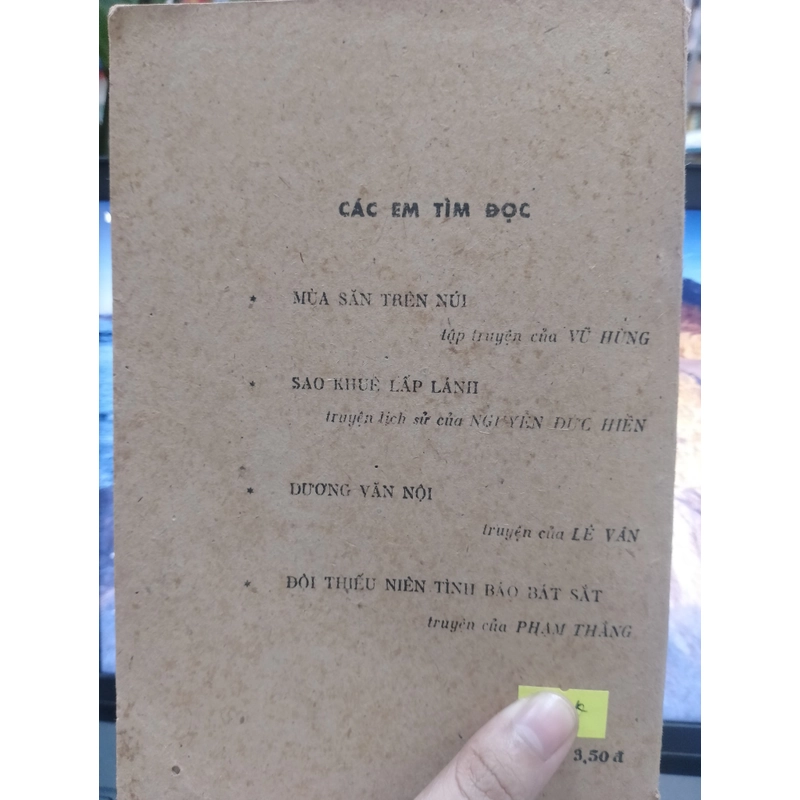 CÁC EM TÌM ĐỌC
* MÙA SĂN TRÊN NÚI
tập truyện của VŨ HÙNG
* SAO KHUÊ LẤP LÁNH
truyện lịch sử của NGUYỄN ĐỨC HIỀN
* DƯƠNG VĂN NỘI
truyện của LÊ VÂN
* ĐỘI THIẾU NIÊN TÌNH BÁO BÁT SẮT
truyện của PHẠM THẮNG
k
3,50đ